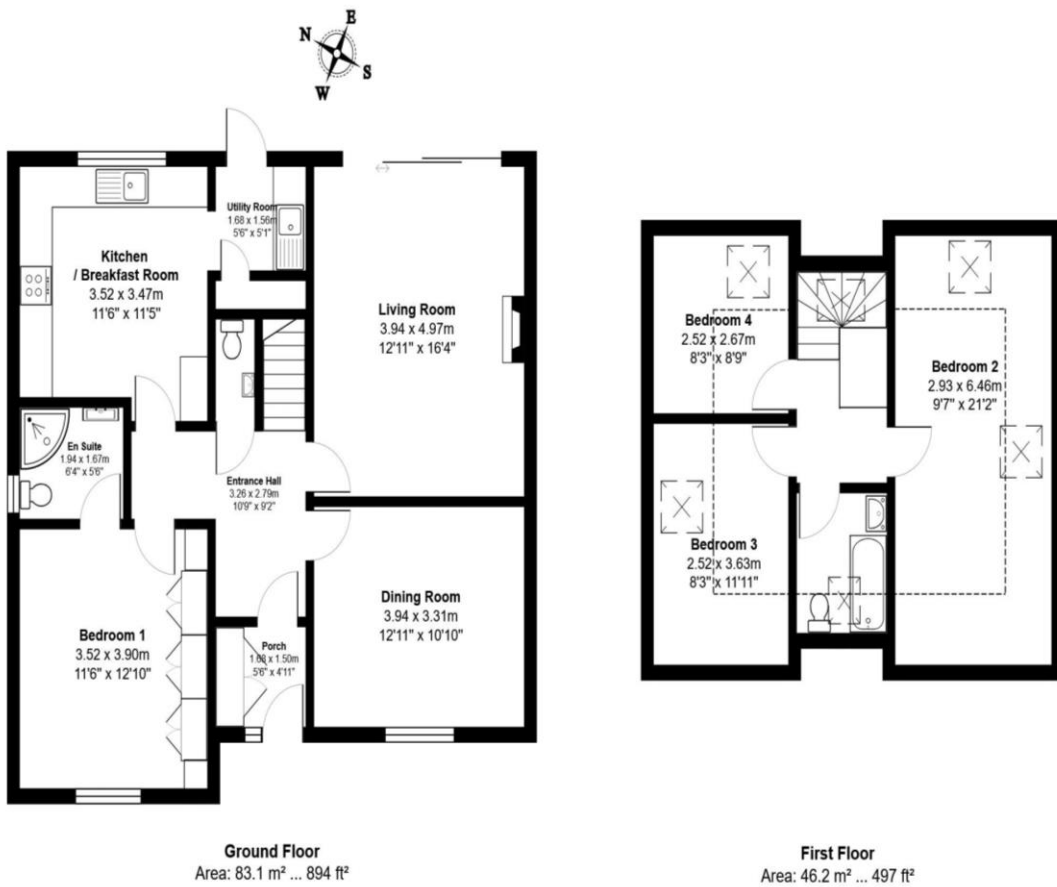 N
E
S
W
Kitchen
/ Breakfast Room
3.52 x 3.47m
11'6" x 11'5"
Utility Room
1.68 x 1.56m
5'6" x 5'1"
Living Room
3.94 x 4.97m
12'11" x 16'4"
En Suite
1.94 x 1.67m
6'4" x 5'6"
Entrance Hall
3.26 x 2.79m
10'9" x 9'2"
Bedroom 1
3.52 x 3.90m
11'6" x 12'10"
Porch
1.68 x 1.50m
5'6" x 4'11"
Dining Room
3.94 x 3.31m
12'11" x 10'10"
Ground Floor
Area: 83.1 m² ... 894 ft²
Bedroom 4
2.52 x 2.67m
8'3" x 8'9"
Bedroom 2
2.93 x 6.46m
9'7" x 21'2"
Bedroom 3
2.52 x 3.63m
8'3" x 11'11"
First Floor
Area: 46.2 m² ... 497 ft²